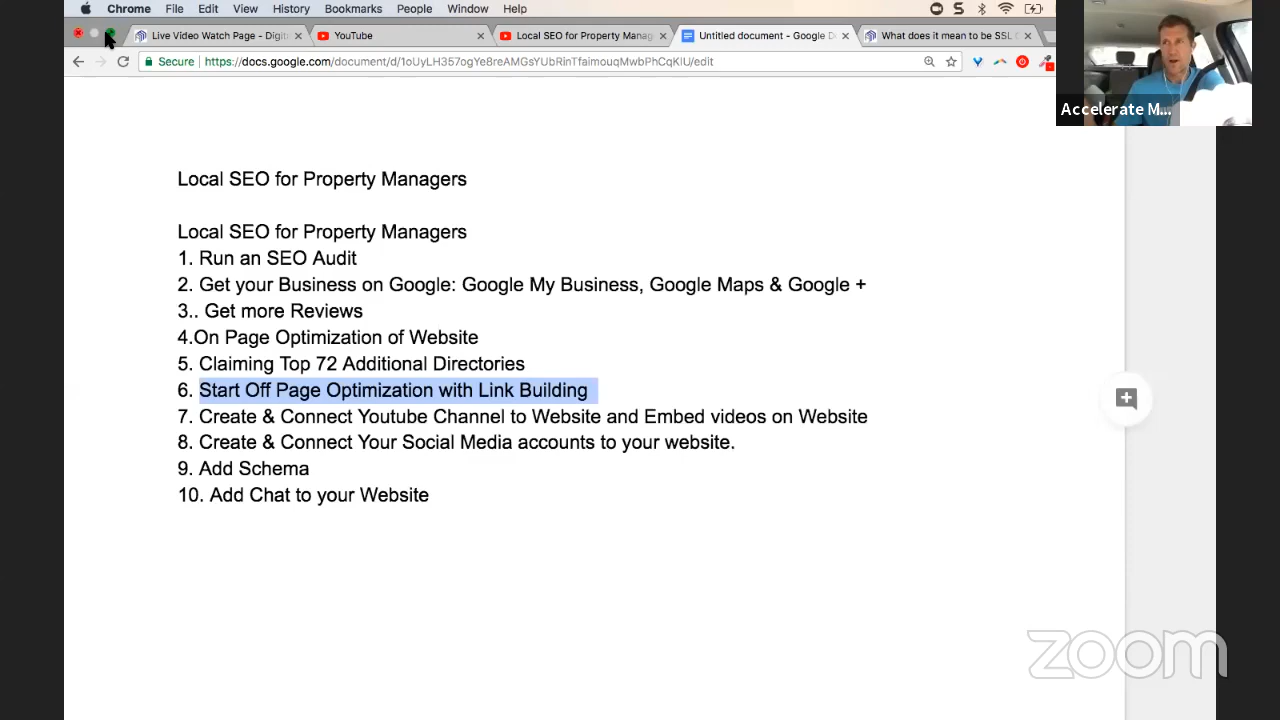 Chrome File Edit View History Bookmarks People Window Help
Live Video Watch Page - Digit
YouTube
Local SEO for Property Manag
Untitled document - Google D
What does it mean to be SSL C
Secure https://docs.google.com/document/d/1oUyLH357ogYe8reAMGsYUbRinTfaimouqMwbPhCqKlU/edit
Accelerate M...
Local SEO for Property Managers
Local SEO for Property Managers
1. Run an SEO Audit
2. Get your Business on Google: Google My Business, Google Maps & Google +
3.. Get more Reviews
4.On Page Optimization of Website
5. Claiming Top 72 Additional Directories
6. Start Off Page Optimization with Link Building
7. Create & Connect Youtube Channel to Website and Embed videos on Website
8. Create & Connect Your Social Media accounts to your website.
9. Add Schema
10. Add Chat to your Website
zoom